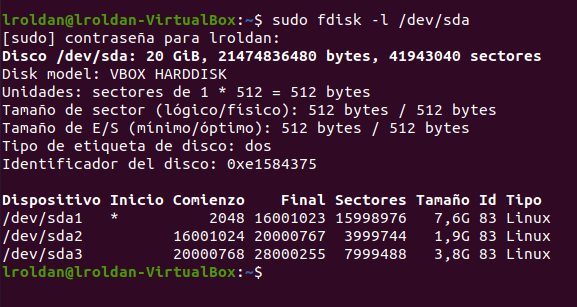 lroldan@lroldan-VirtualBox:~$ sudo fdisk -l /dev/sda
[sudo] contraseña para lroldan:
Disco /dev/sda: 20 GiB, 21474836480 bytes, 41943040 sectores
Disk model: VBOX HARDDISK
Unidades: sectores de 1 * 512 = 512 bytes
Tamaño de sector (lógico/físico): 512 bytes / 512 bytes
Tamaño de E/S (mínimo/óptimo): 512 bytes / 512 bytes
Tipo de etiqueta de disco: dos
Identificador del disco: 0xe1584375
Dispositivo Inicio Comienzo    Final Sectores Tamaño Id Tipo
/dev/sda1   *          2048 16001023 15998976   7,6G 83 Linux
/dev/sda2          16001024 20000767  3999744   1,9G 83 Linux
/dev/sda3          20000768 28000255  7999488   3,8G 83 Linux
lroldan@lroldan-VirtualBox:~$